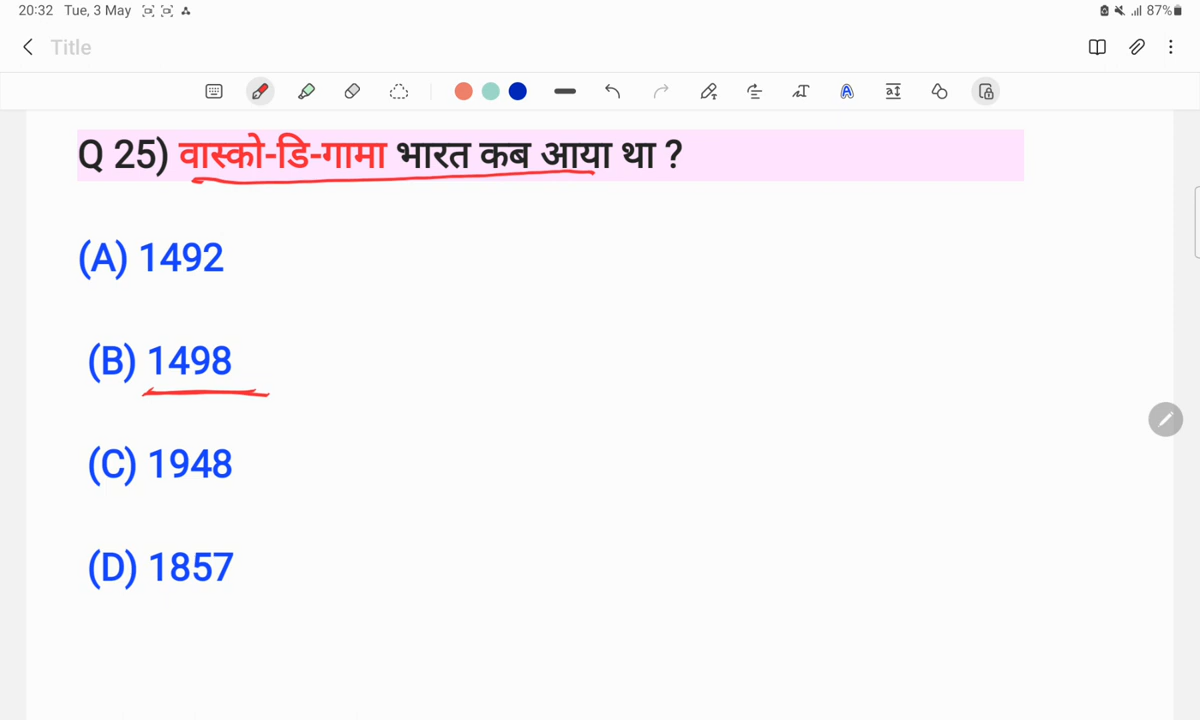 20:32 Tue, 3 May 87%
Title
Q 25) वास्को-डि-गामा भारत कब आया था ?
(A) 1492
(B) 1498
(C) 1948
(D) 1857